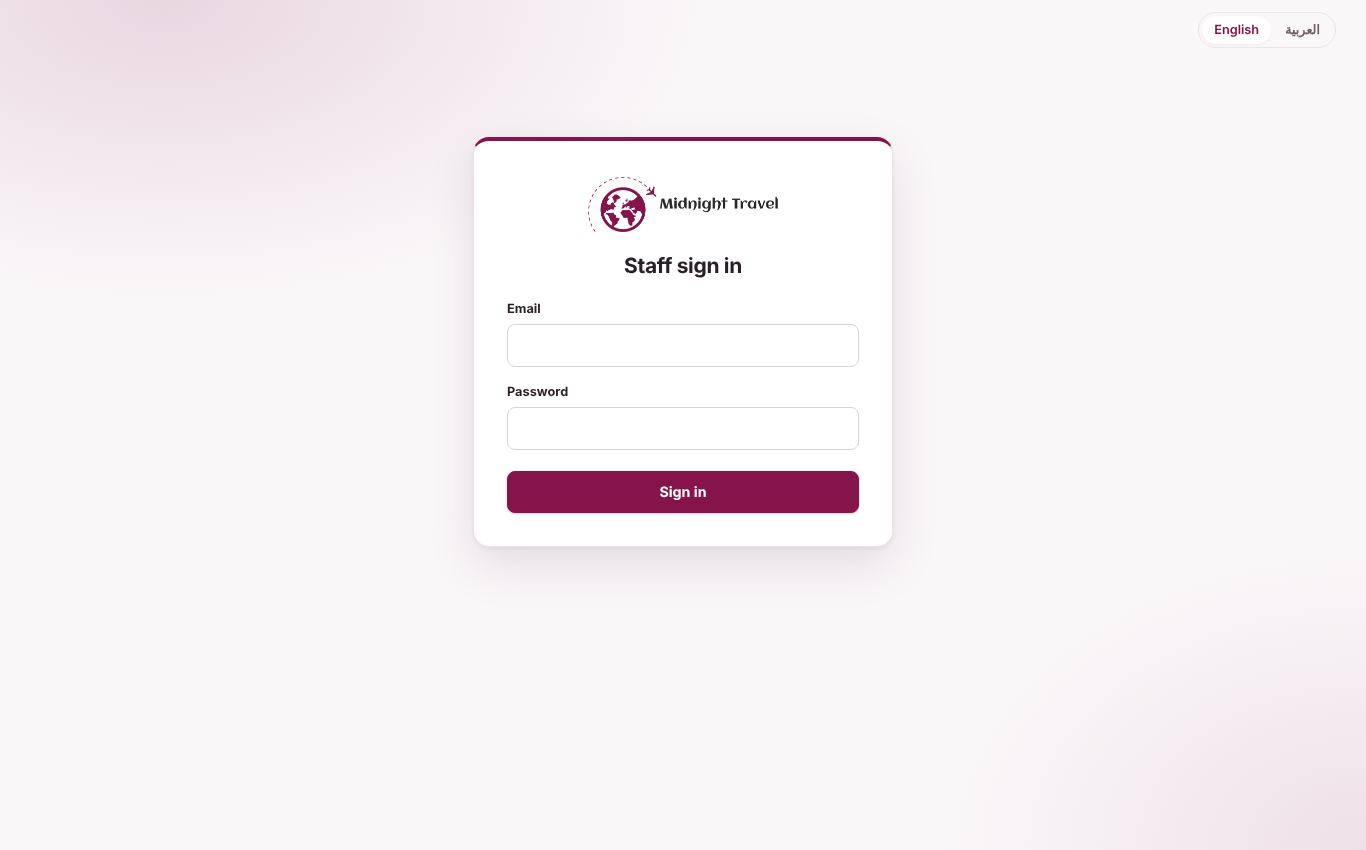 English العربية
Midnight Travel
Staff sign in
Email
Password
Sign in